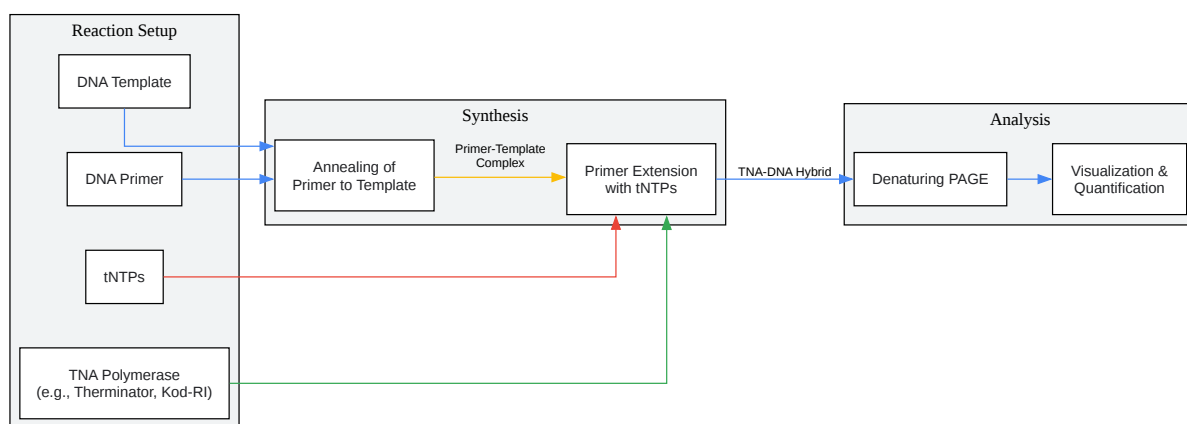 Reaction Setup
DNA Template
DNA Primer
tNTPs
TNA Polymerase
(e.g., Therminator, Kod-RI)
Synthesis
Annealing of
Primer to Template
Primer-Template
Complex
Primer Extension
with tNTPs
TNA-DNA Hybrid
Analysis
Denaturing PAGE
Visualization &
Quantification